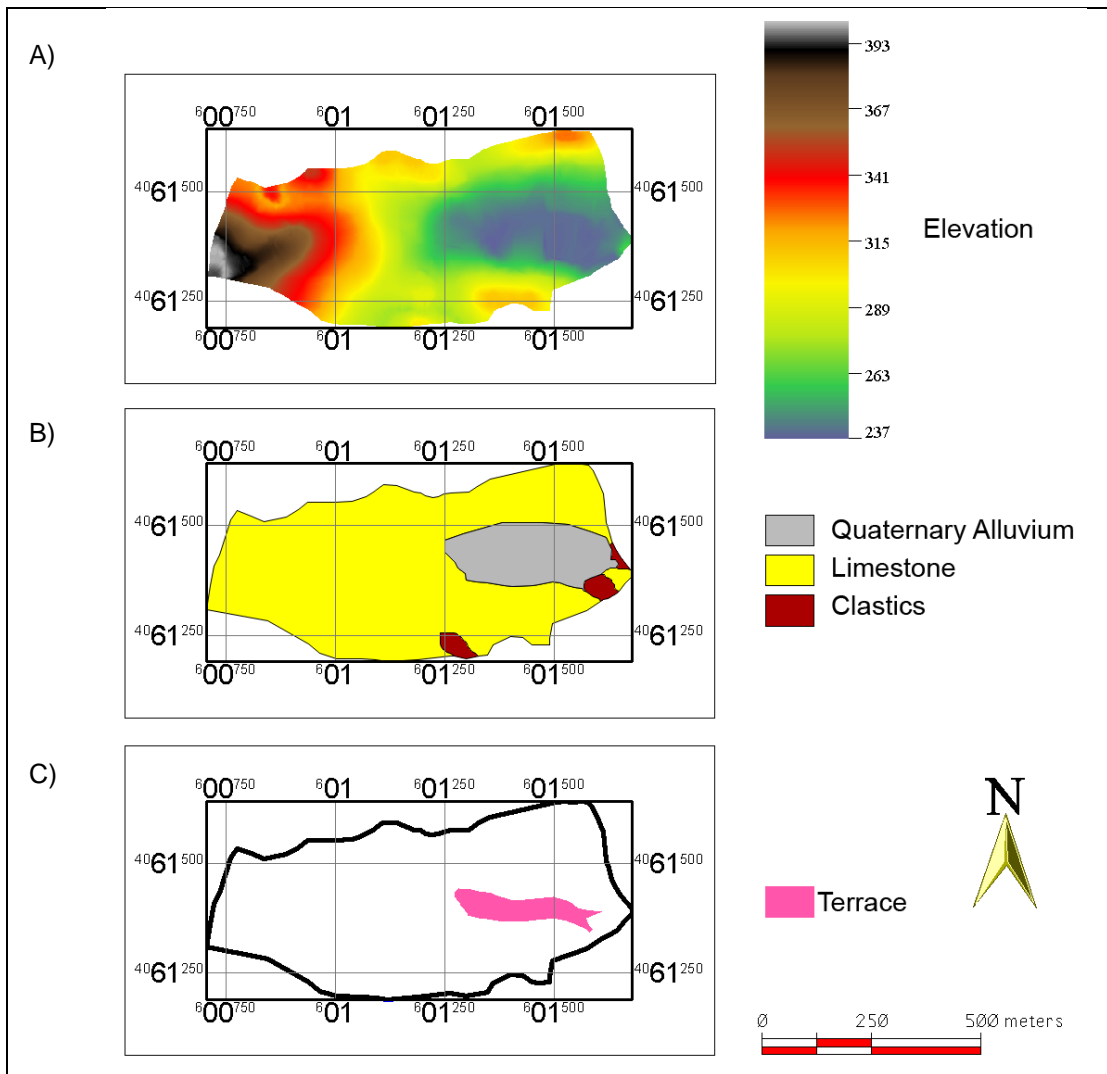 A)
600750 601 601250 601500
4061500 4061500
4061250 4061250
600750 601 601250 601500
393
367
341
315
289
263
237
Elevation
B)
600750 601 601250 601500
4061500 4061500
4061250 4061250
600750 601 601250 601500
Quaternary Alluvium
Limestone
Clastics
C)
600750 601 601250 601500
4061500 4061500
4061250 4061250
600750 601 601250 601500
N
Terrace
0 250 500 meters